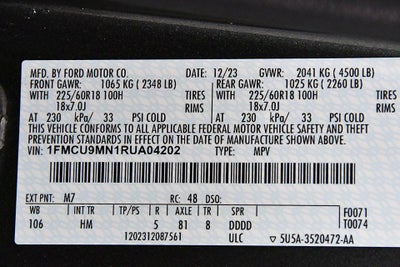 MFD. BY FORD MOTOR CO. 12/23 GVWR: 2041 KG ( 4500 LB)
FRONT GAWR: 1065 KG ( 2348 LB) REAR GAWR: 1025 KG ( 2260 LB)
WITH 225/60R18 100H TIRES WITH 225/60R18 100H TIRES
18x7.0J RIMS 18x7.0J RIMS
AT 230 kPa/ 33 PSI COLD AT 230 kPa/ 33 PSI COLD
THIS VEHICLE CONFORMS TO ALL APPLICABLE FEDERAL MOTOR VEHICLE SAFETY AND THEFT
PREVENTION STANDARDS IN EFFECT ON THE DATE OF MANUFACTURE SHOWN ABOVE.
VIN: 1FMCU9MN1RUA04202 TYPE: MPV
EXT PNT: M7 RC: 48 DSO:
WB INT TR TP/PS R AXLE TR SPR F0071
106 HM 5 81 8 DDDD T0074
1202312087561 ULC 5U5A-3520472-AA